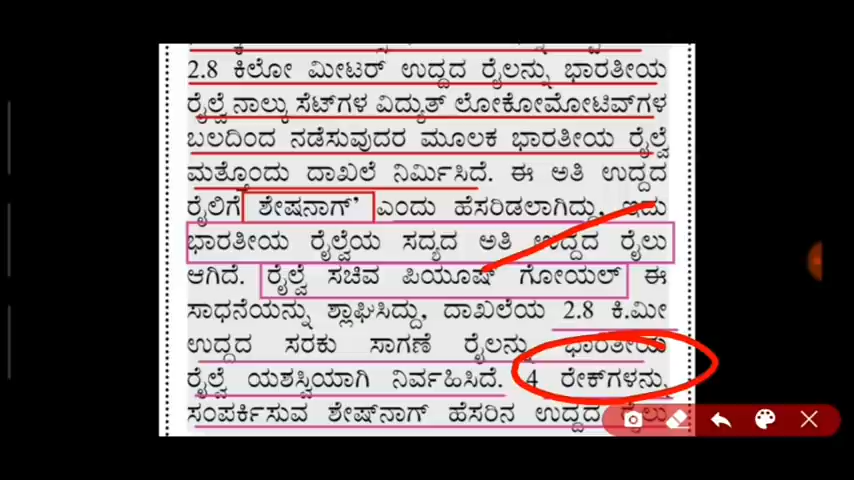 2.8 ಕಿಲೋ ಮೀಟರ್ ಉದ್ದದ ರೈಲನ್ನು ಭಾರತೀಯ
ರೈಲ್ವೆ ನಾಲ್ಕು ಸೆಟ್‌ಗಳ ವಿದ್ಯುತ್ ಲೋಕೋಮೋಟಿವ್‌ಗಳ
ಬಲದಿಂದ ನಡೆಸುವುದರ ಮೂಲಕ ಭಾರತೀಯ ರೈಲ್ವೆ
ಮತ್ತೊಂದು ದಾಖಲೆ ನಿರ್ಮಿಸಿದೆ. ಈ ಅತಿ ಉದ್ದದ
ರೈಲಿಗೆ ಶೇಷನಾಗ್' ಎಂದು ಹೆಸರಿಡಲಾಗಿದ್ದು, ಇದು
ಭಾರತೀಯ ರೈಲ್ವೆಯ ಸದ್ಯದ ಅತಿ ಉದ್ದದ ರೈಲು
ಆಗಿದೆ. ರೈಲ್ವೆ ಸಚಿವ ಪಿಯೂಷ್ ಗೋಯಲ್ ಈ
ಸಾಧನೆಯನ್ನು ಶ್ಲಾಘಿಸಿದ್ದು, ದಾಖಲೆಯ 2.8 ಕಿ.ಮೀ
ಉದ್ದದ ಸರಕು ಸಾಗಣೆ ರೈಲನ್ನು ಭಾರತೀಯ
ರೈಲ್ವೆ ಯಶಸ್ವಿಯಾಗಿ ನಿರ್ವಹಿಸಿದೆ. 4 ರೇಕ್‌ಗಳನ್ನು
ಸಂಪರ್ಕಿಸುವ ಶೇಷ್‌ನಾಗ್ ಹೆಸರಿನ ಉದ್ದದ ರೈಲು